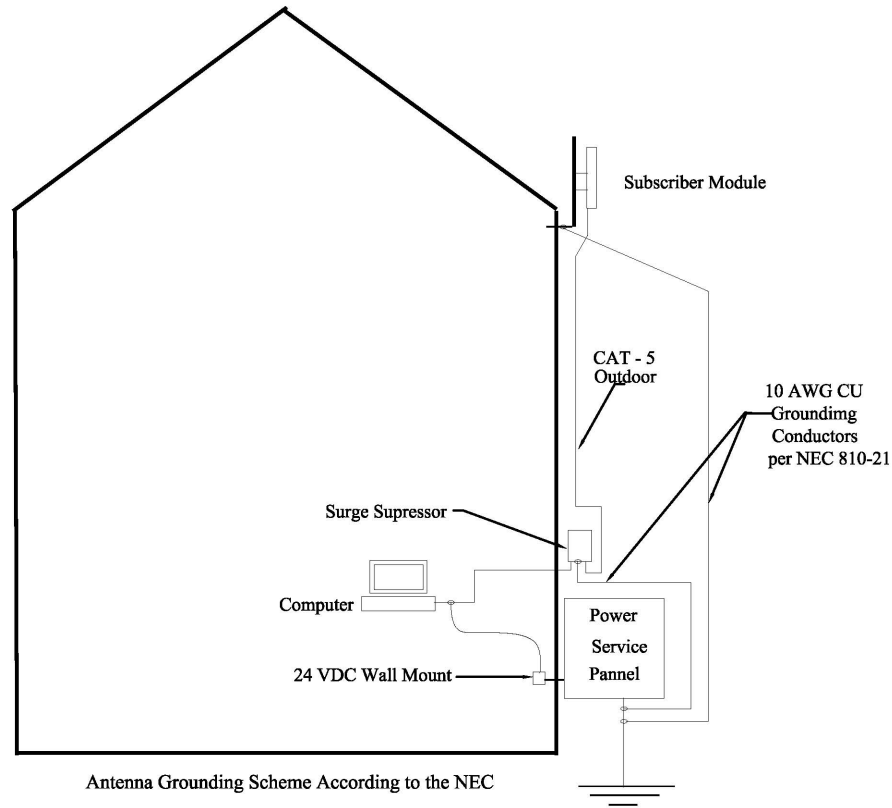 Subscriber Module
CAT - 5
Outdoor
10 AWG CU
Groundimg
Conductors
per NEC 810-21
Surge Supressor
Computer
Power
Service
Pannel
24 VDC Wall Mount
Antenna Grounding Scheme According to the NEC